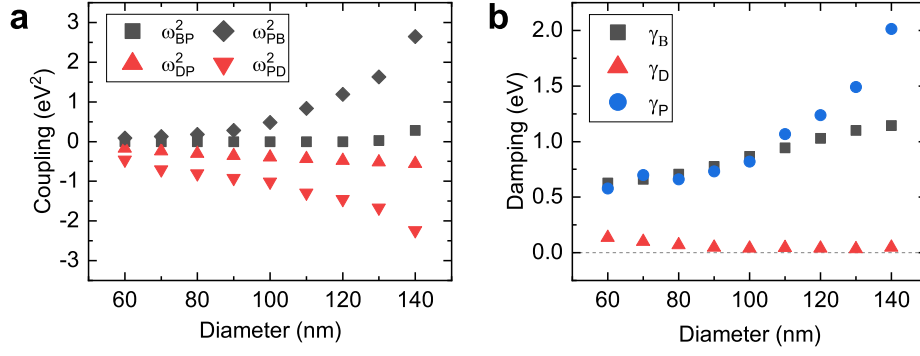 a
Coupling (eV²)
3
2
1
0
-1
-2
-3
ω²BP
ω²PB
ω²DP
ω²PD
60 80 100 120 140
Diameter (nm)
b
Damping (eV)
2.0
1.5
1.0
0.5
0.0
γB
γD
γP
60 80 100 120 140
Diameter (nm)